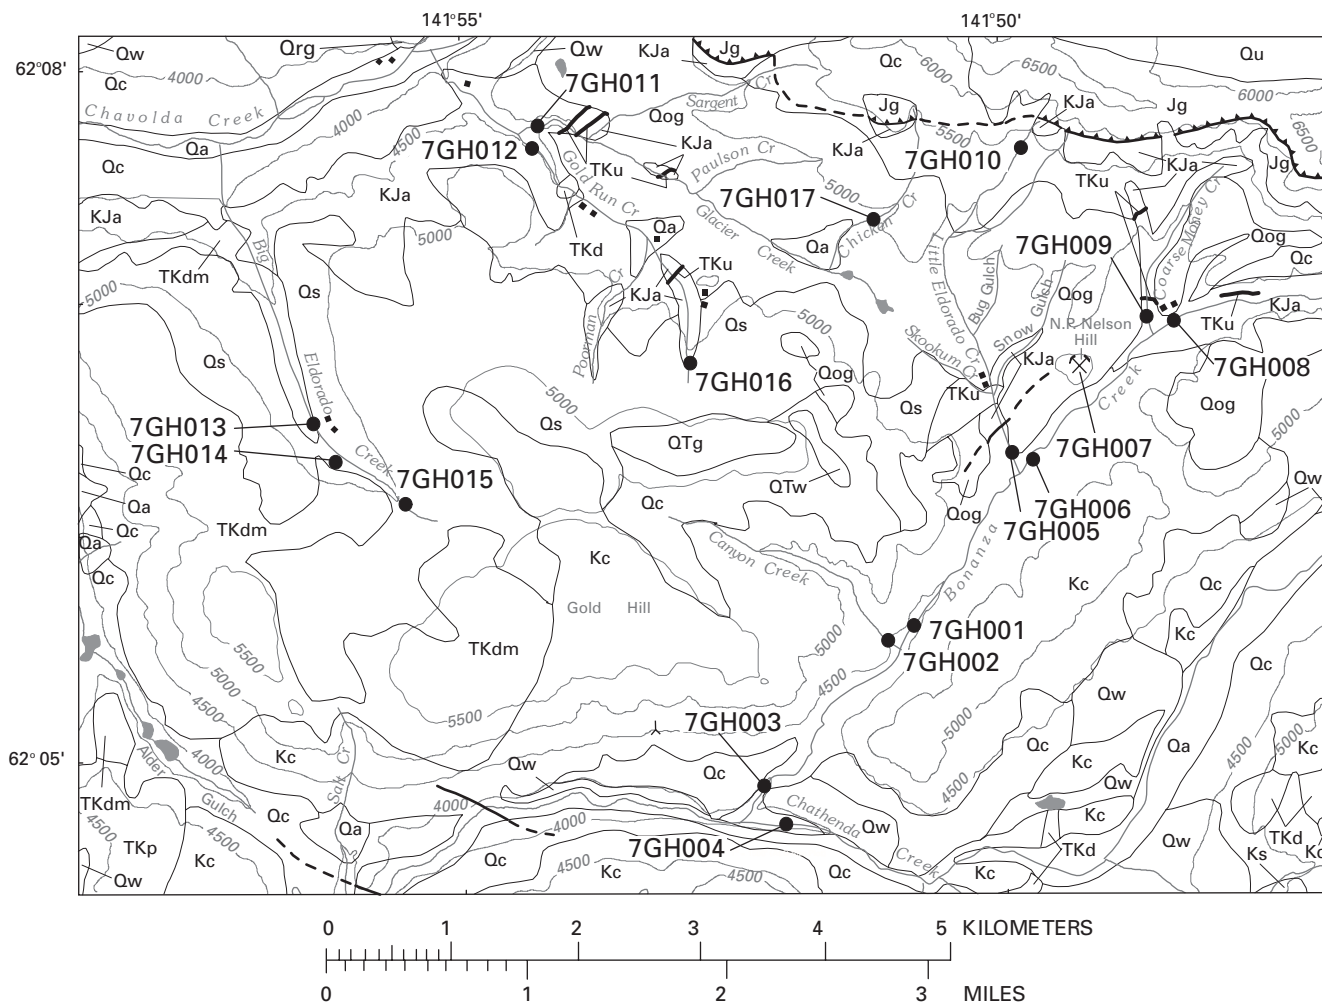 141°55' 141°50'
62°08'
Qw Qrg Qw KJa Jg Qc 6500 Qu
Qc 4000 7GH011 6000 6000
Chavolda Creek 4000 Sargent Cr Jg KJa Jg 6500
Qog
Qa 4500 7GH012 KJa KJa 5500 7GH010 KJa Jg
Qc TKu Paulson Cr TKu
KJa Gold Run Cr 7GH017 5000
KJa 5000 Qa Glacier Creek Qa Chicken Cr 7GH009 Coarse Money Cr Qog
Big TKd Little Eldorado Cr Qc
TKdm TKu
5000 Qs Poorman Cr KJa Bug Gulch Snow Gulch Qog KJa
Qs 5000 N.P. Nelson Hill TKu
Qs Eldorado Creek 7GH016 Qog Skookum Cr KJa 7GH008
5000 Qs TKu Creek Qog
7GH013 Qs QTg 5000
7GH014 7GH007
Qc 7GH015 QTw Qw
Qa Qc Qog 7GH006
Qc TKdm 7GH005
Qa Canyon Creek Bonanza
Qc Kc Kc Qc
Gold Hill
7GH001 Kc
5500 TKdm 5000 7GH002 Qc
5000 4500 Qw
4500 5500 7GH003 5000
Qc Qa 4500 5000 Kc
62°05' 4000 Kc Salt Cr Qw Qc Kc
Alder Gulch 4500 Qw
TKdm 4000 Chathenda Creek
4500 Qc Qa 4000 Qw Kc
TKp 4500 7GH004 TKd Qw TKd
Kc Qc 4500 Kc Ks Kc
Qw 4500 Qc Kc
0 1 2 3 4 5 KILOMETERS
0 1 2 3 MILES